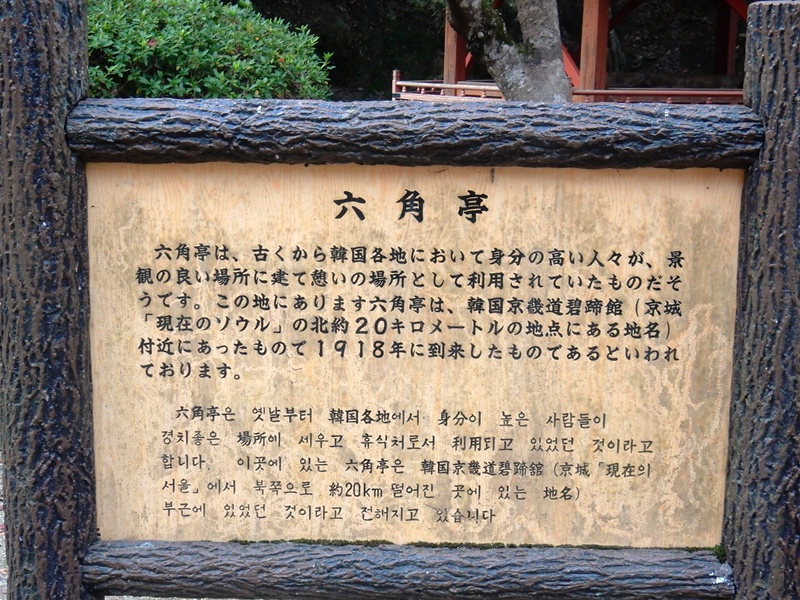 六角亭
六角亭は、古くから韓国各地において身分の高い人々が、景
観の良い場所に建て憩いの場所として利用されていたものだそ
うです。この地にあります六角亭は、韓国京畿道碧蹄館（京城
「現在のソウル」の北約20キロメートルの地点にある地名）
付近にあったもので1918年に到来したものであるといわれ
ております。
六角亭은 옛날부터 韓国各地에서 身分이 높은 사람들이
경치좋은 場所에 세우고 휴식처로서 利用되고 있었던 것이라고
합니다. 이곳에 있는 六角亭은 韓国京畿道碧蹄館（京城「現在의
서울」에서 북쪽으로 約20km 떨어진 곳에 있는 地名）
부근에 있었던 것이라고 전해지고 있습니다